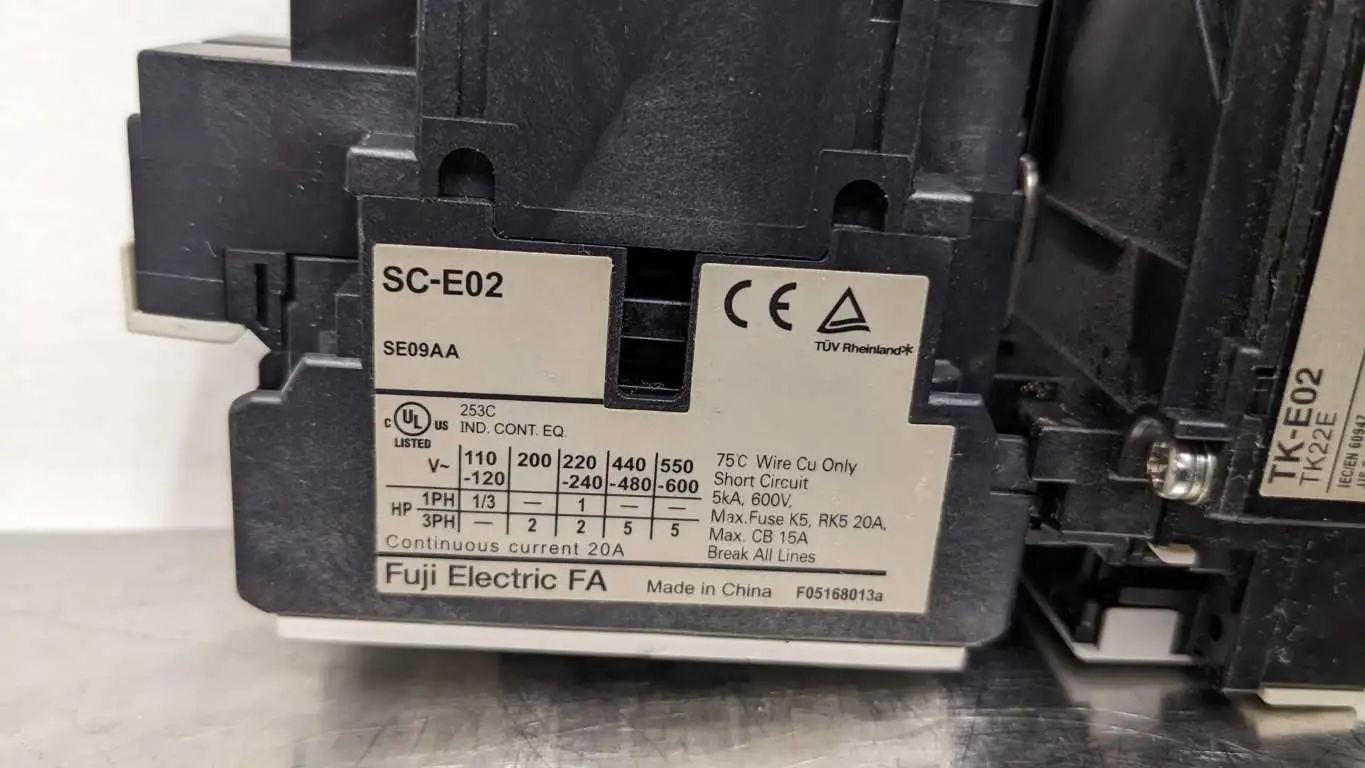 SC-E02
SE09AA
CE
TÜV Rheinland
C UL US
LISTED
253C
IND. CONT. EQ.
V~ 110-120 200 220-240 440-480 550-600
HP 1PH 1/3 — 1 — —
3PH — 2 2 5 5
Continuous current 20A
75℃ Wire Cu Only
Short Circuit
5kA, 600V,
Max.Fuse K5, RK5 20A,
Max. CB 15A
Break All Lines
Fuji Electric FA Made in China F05168013a
TK-E02
TK22E
IEC/EN 60947